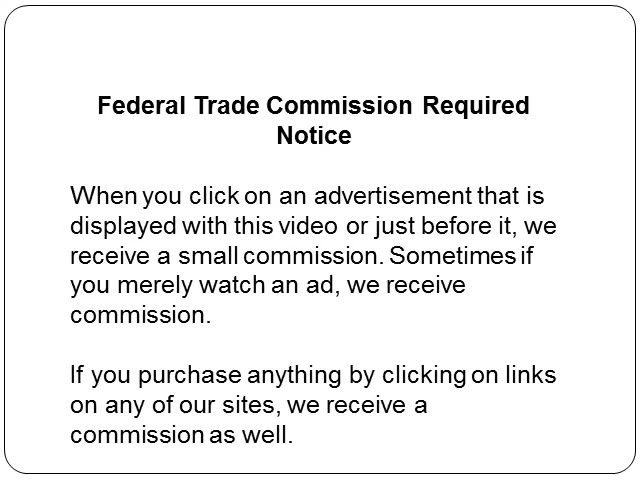 Federal Trade Commission Required
Notice
When you click on an advertisement that is
displayed with this video or just before it, we
receive a small commission. Sometimes if
you merely watch an ad, we receive
commission.
If you purchase anything by clicking on links
on any of our sites, we receive a
commission as well.